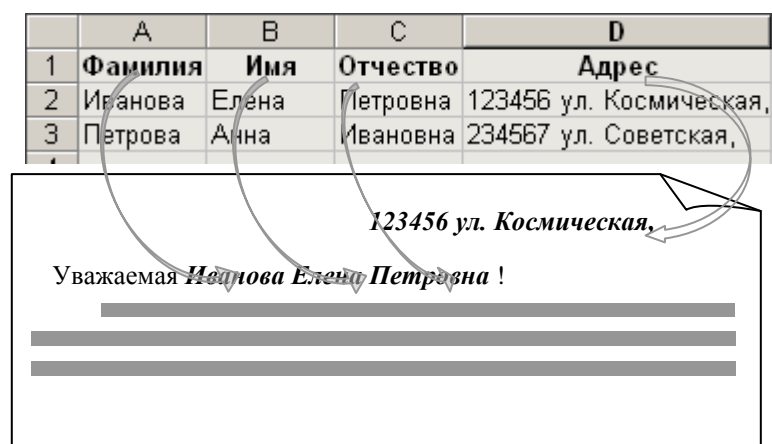 A B C D
1 Фамилия Имя Отчество Адрес
2 Иванова Елена Петровна 123456 ул. Космическая,
3 Петрова Анна Ивановна 234567 ул. Советская,
123456 ул. Космическая,
Уважаемая Иванова Елена Петровна !